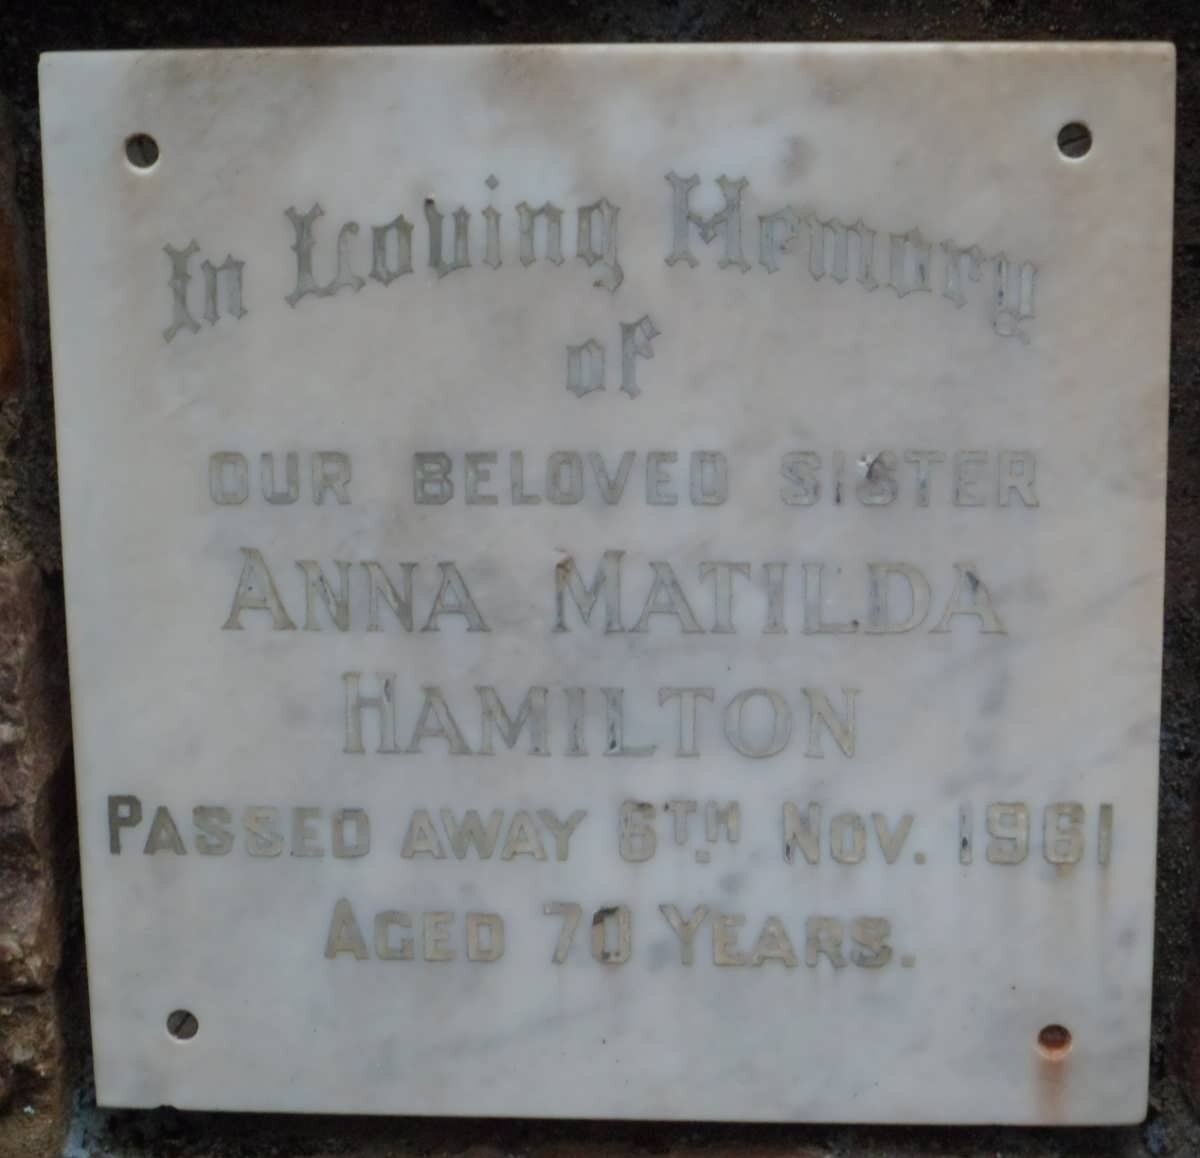 In Loving Memory
of
OUR BELOVED SISTER
ANNA MATILDA
HAMILTON
PASSED AWAY 6TH. NOV. 1961
AGED 70 YEARS.